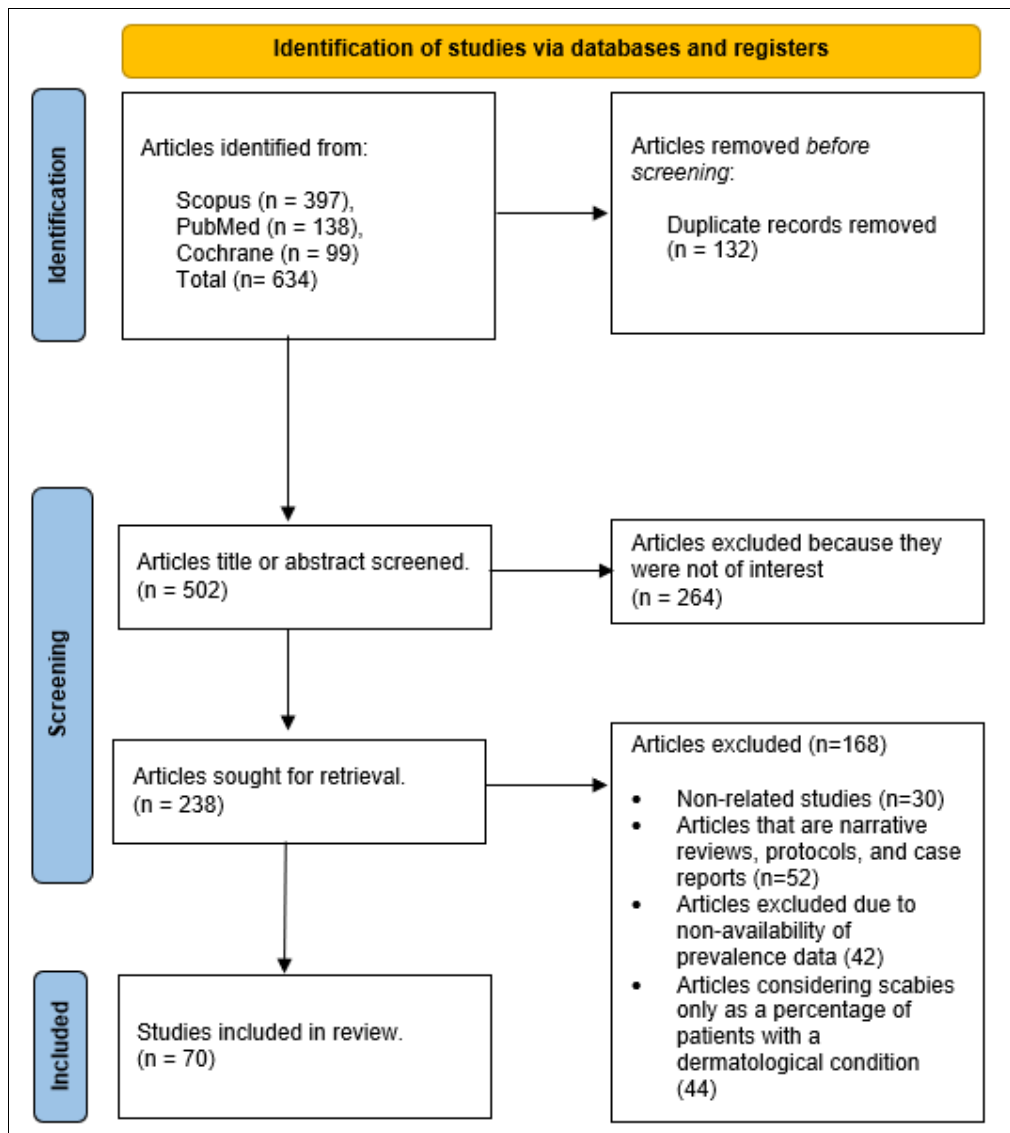 Identification of studies via databases and registers
Identification
Articles identified from:
Scopus (n = 397),
PubMed (n = 138),
Cochrane (n = 99)
Total (n= 634)
Articles removed before
screening:
Duplicate records removed
(n = 132)
Screening
Articles title or abstract screened.
(n = 502)
Articles excluded because they
were not of interest
(n = 264)
Articles sought for retrieval.
(n = 238)
Articles excluded (n=168)
• Non-related studies (n=30)
• Articles that are narrative
reviews, protocols, and case
reports (n=52)
• Articles excluded due to
non-availability of
prevalence data (42)
• Articles considering scabies
only as a percentage of
patients with a
dermatological condition
(44)
Included
Studies included in review.
(n = 70)